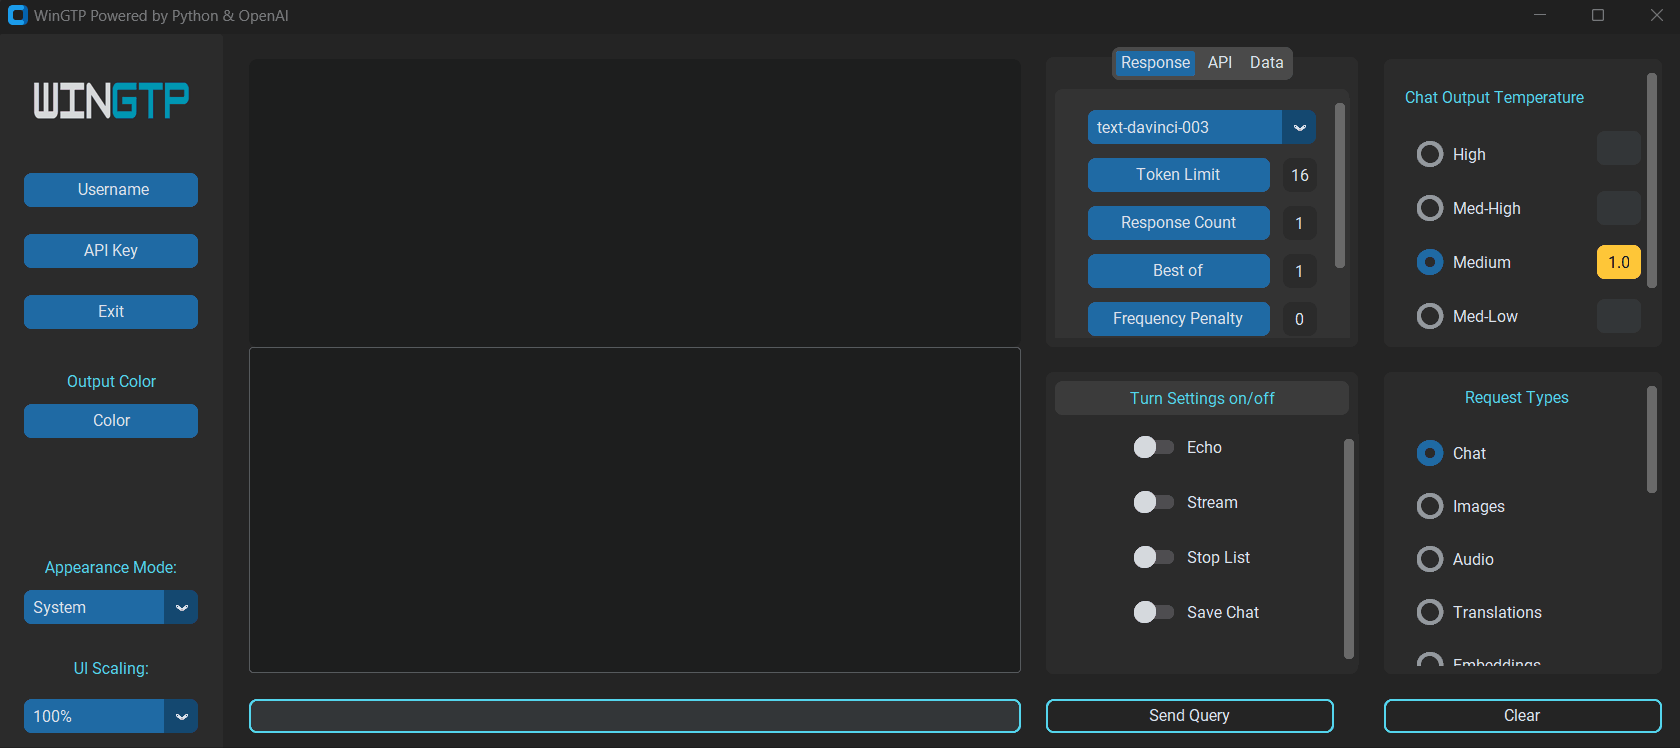 WinGTP Powered by Python & OpenAI
WINGTP
Username
API Key
Exit
Output Color
Color
Appearance Mode:
System
UI Scaling:
100%
Response API Data
text-davinci-003
Token Limit 16
Response Count 1
Best of 1
Frequency Penalty 0
Turn Settings on/off
Echo
Stream
Stop List
Save Chat
Send Query
Chat Output Temperature
High
Med-High
Medium 1.0
Med-Low
Request Types
Chat
Images
Audio
Translations
Embeddings
Clear